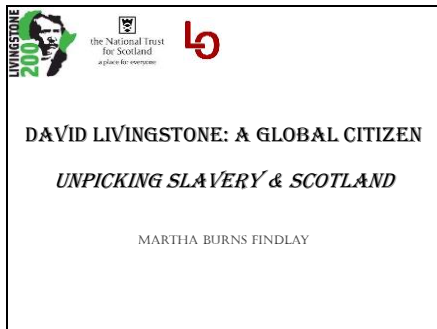 LIVINGSTONE
200
the National Trust
for Scotland
a place for everyone
LO
DAVID LIVINGSTONE: A GLOBAL CITIZEN
UNPICKING SLAVERY & SCOTLAND
MARTHA BURNS FINDLAY